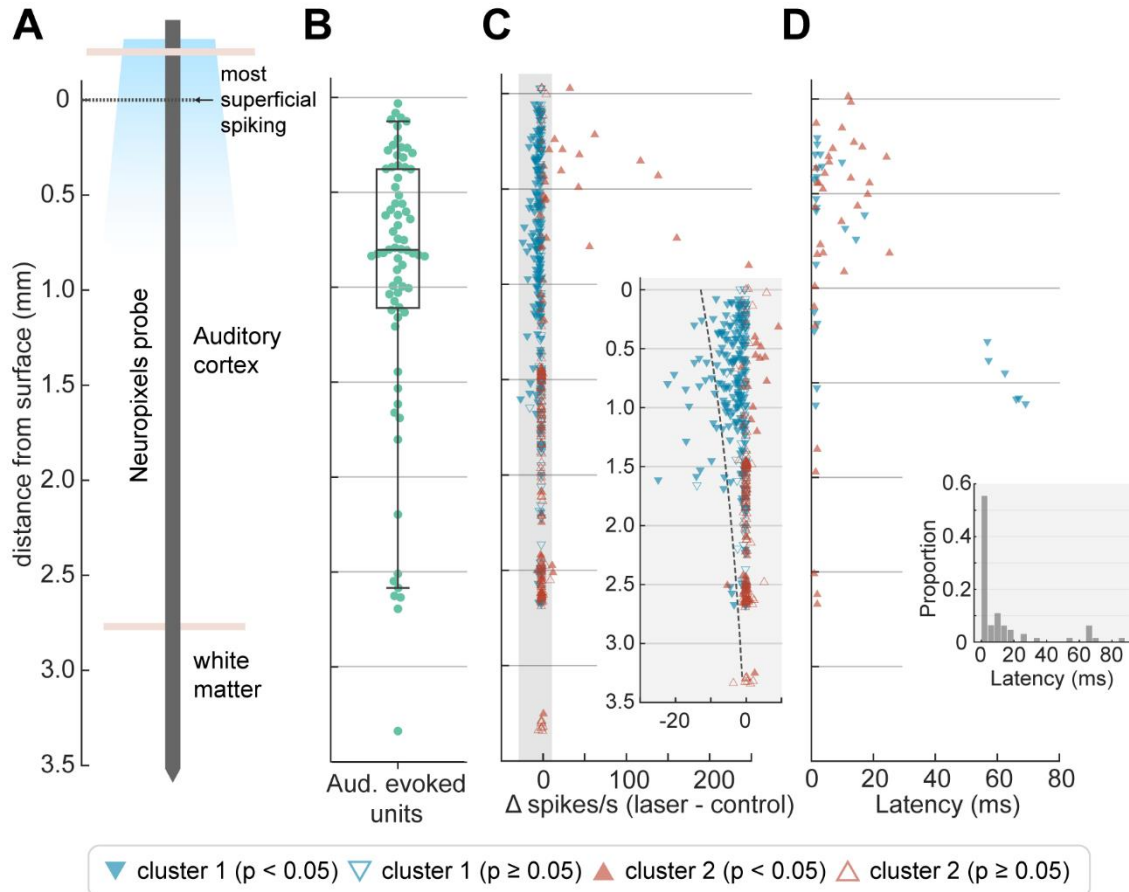 A
B
C
D
most
superficial
spiking
0
0.5
1.0
1.5
2.0
2.5
3.0
3.5
distance from surface (mm)
Neuropixels probe
Auditory
cortex
white
matter
Aud. evoked
units
0
0.5
1.0
1.5
2.0
2.5
3.0
3.5
-20
0
0
100
200
Δ spikes/s (laser - control)
0
20
40
60
80
Latency (ms)
0.6
0.4
0.2
0
Proportion
0
20
40
60
80
Latency (ms)
cluster 1 (p < 0.05)
cluster 1 (p ≥ 0.05)
cluster 2 (p < 0.05)
cluster 2 (p ≥ 0.05)